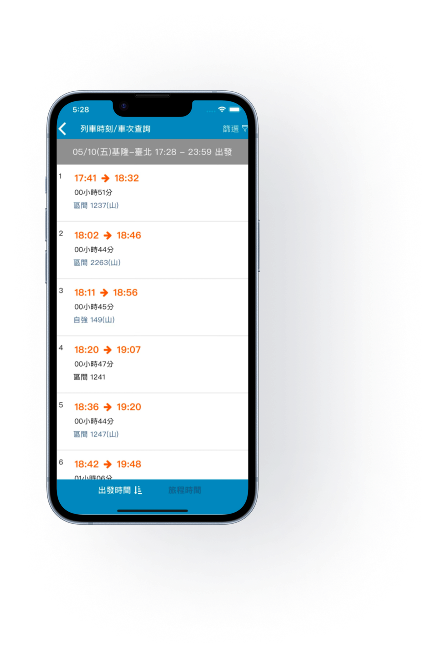 5:28
列車時刻/車次查詢 篩選
05/10(五)基隆-臺北 17:28 - 23:59 出發
1 17:41 → 18:32
00小時51分
區間 1237(山)
2 18:02 → 18:46
00小時44分
區間 2263(山)
3 18:11 → 18:56
00小時45分
自強 149(山)
4 18:20 → 19:07
00小時47分
區間 1241
5 18:36 → 19:20
00小時44分
區間 1247(山)
6 18:42 → 19:48
01小時06分
出發時間